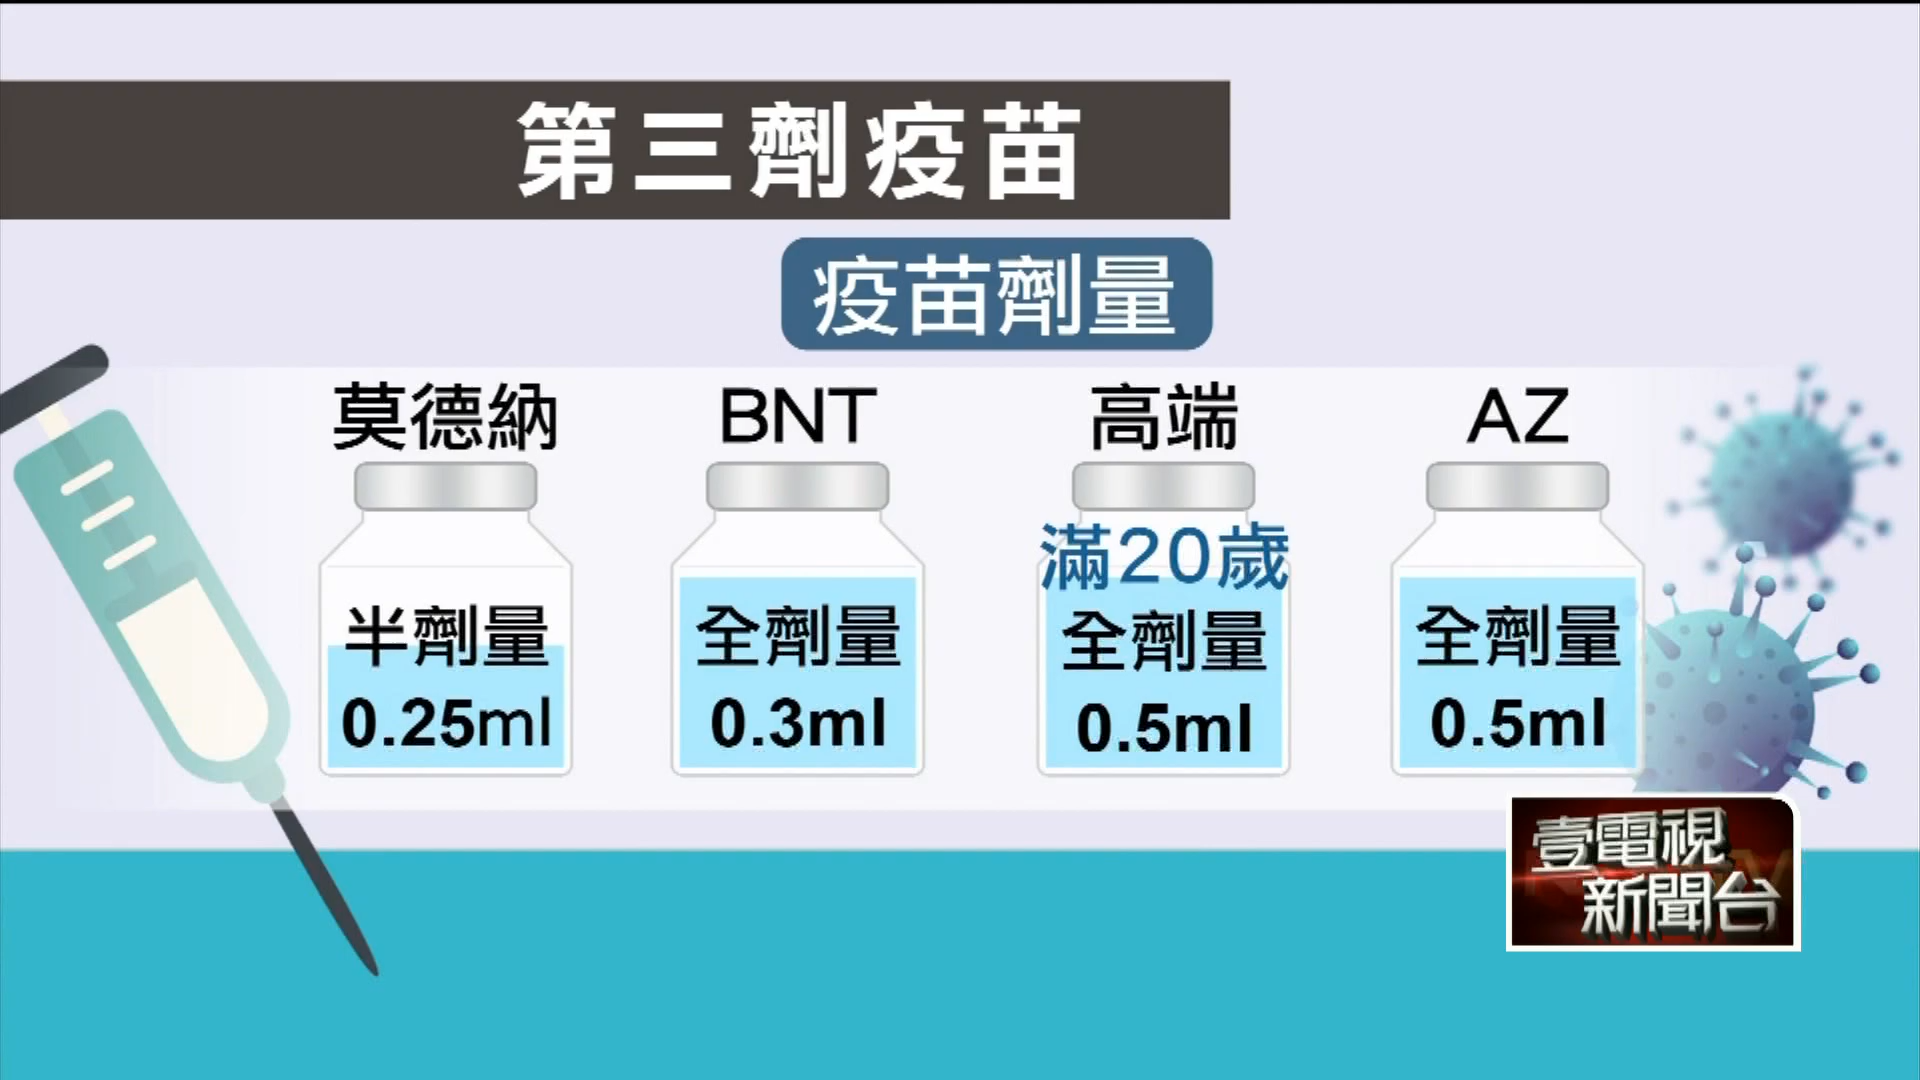 第三劑疫苗
疫苗劑量
莫德納
半劑量
0.25ml
BNT
全劑量
0.3ml
高端
滿20歲
全劑量
0.5ml
AZ
全劑量
0.5ml
壹電視
新聞台